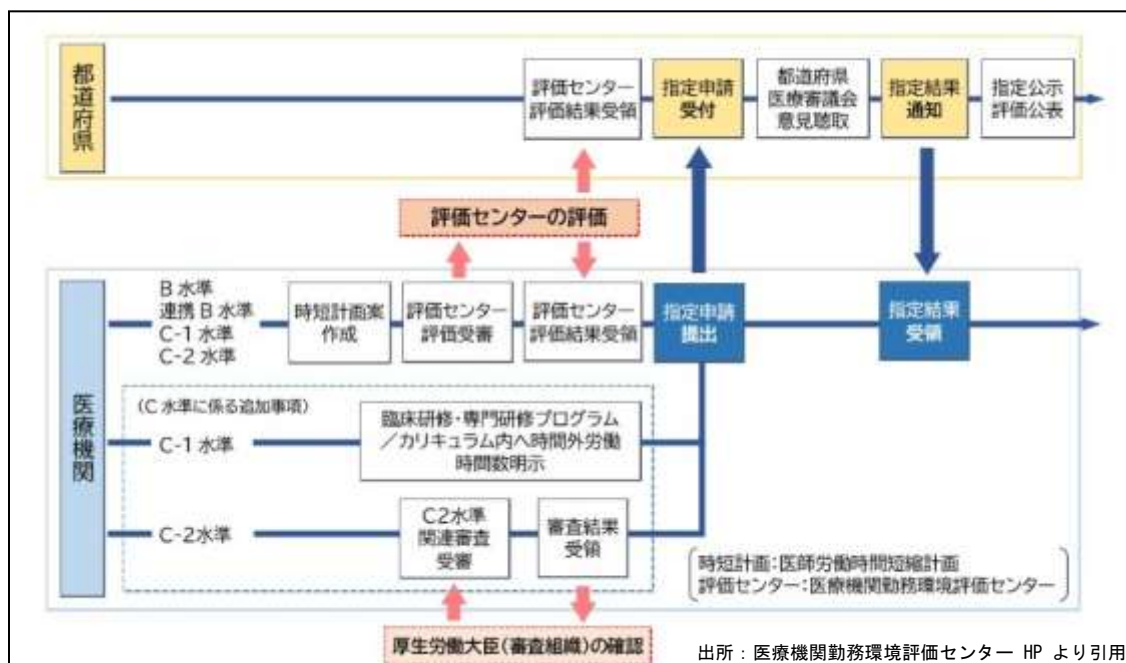 都道府県
評価センター
評価結果受領
指定申請
受付
都道府県
医療審議会
意見聴取
指定結果
通知
指定公示
評価公表
評価センターの評価
医療機関
B 水準
連携 B 水準
C-1 水準
C-2 水準
時短計画案
作成
評価センター
評価受審
評価センター
評価結果受領
指定申請
提出
指定結果
受領
(C 水準に係る追加事項)
C-1 水準
臨床研修・専門研修プログラム
/カリキュラム内へ時間外労働
時間数明示
C-2水準
C2水準
関連審査
受審
審査結果
受領
時短計画:医師労働時間短縮計画
評価センター:医療機関勤務環境評価センター
厚生労働大臣(審査組織)の確認
出所:医療機関勤務環境評価センター HP より引用